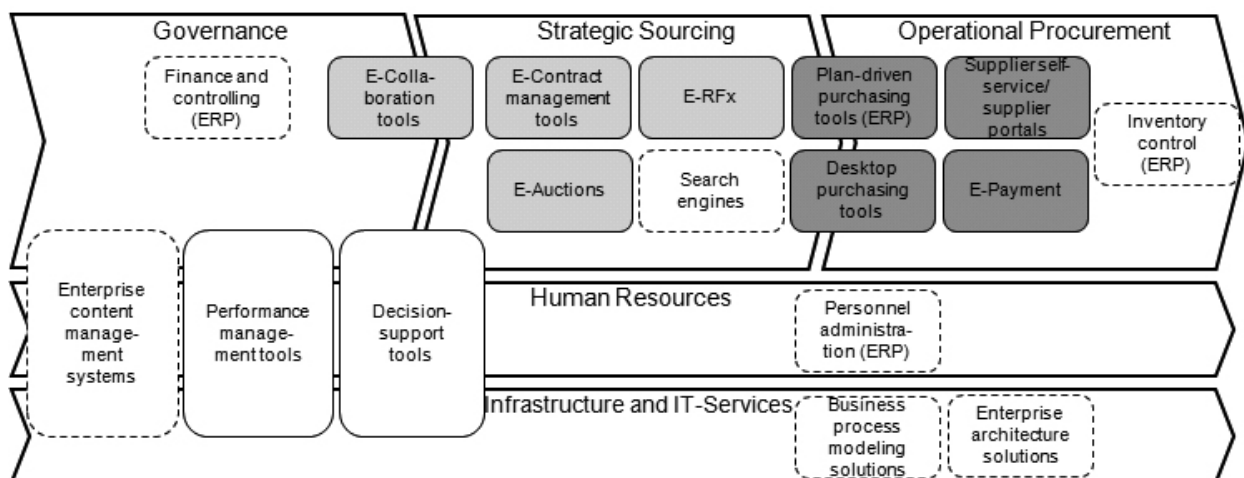 Governance
Strategic Sourcing
Operational Procurement
Finance and
controlling
(ERP)
E-Colla-
boration
tools
E-Contract
management
tools
E-RFx
Plan-driven
purchasing
tools (ERP)
Supplier self-
service/
supplier
portals
Inventory
control
(ERP)
E-Auctions
Search
engines
Desktop
purchasing
tools
E-Payment
Enterprise
content
manage-
ment
systems
Performance
manage-
ment tools
Decision-
support
tools
Human Resources
Personnel
administra-
tion (ERP)
Infrastructure and IT-Services
Business
process
modeling
solutions
Enterprise
architecture
solutions